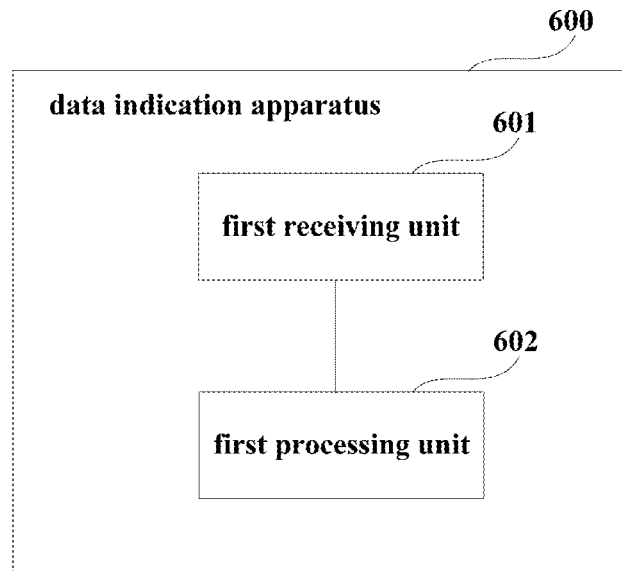 600
data indication apparatus
601
first receiving unit
602
first processing unit